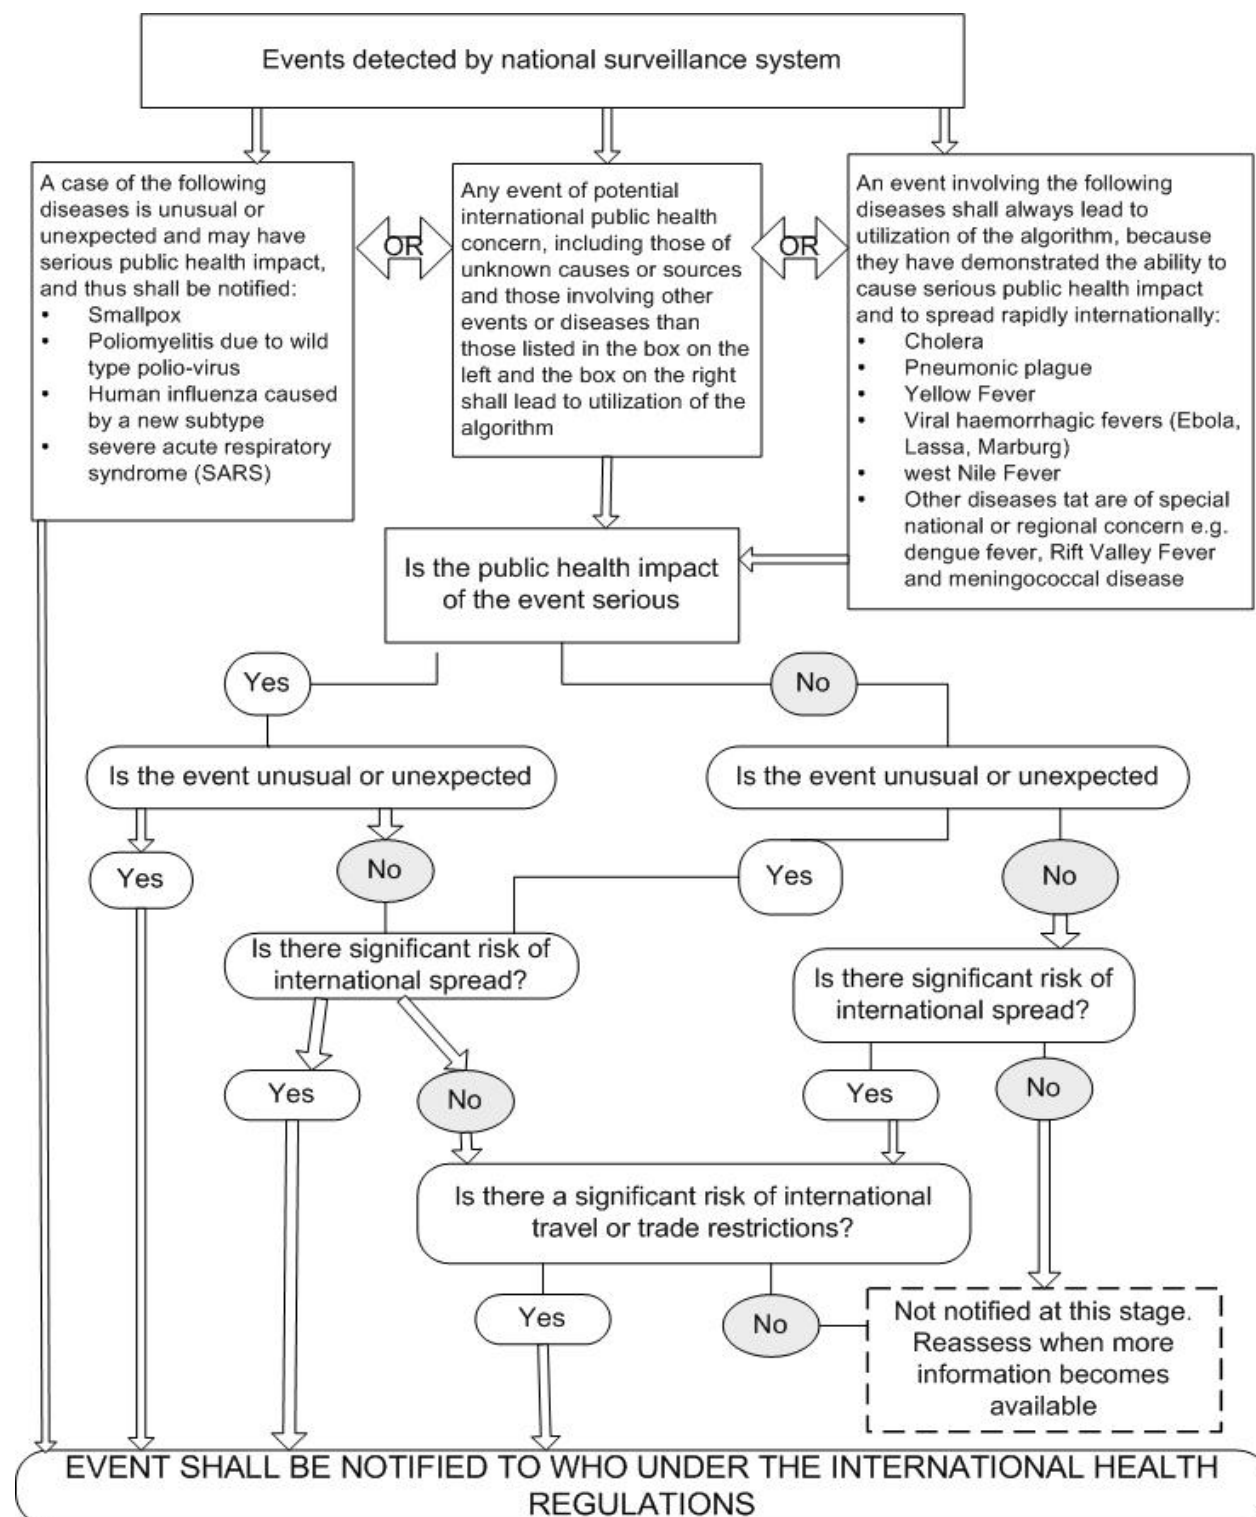 Events detected by national surveillance system
A case of the following
diseases is unusual or
unexpected and may have
serious public health impact,
and thus shall be notified:
• Smallpox
• Poliomyelitis due to wild
type polio-virus
• Human influenza caused
by a new subtype
• severe acute respiratory
syndrome (SARS)
OR
Any event of potential
international public health
concern, including those of
unknown causes or sources
and those involving other
events or diseases than
those listed in the box on the
left and the box on the right
shall lead to utilization of the
algorithm
OR
An event involving the following
diseases shall always lead to
utilization of the algorithm, because
they have demonstrated the ability to
cause serious public health impact
and to spread rapidly internationally:
• Cholera
• Pneumonic plague
• Yellow Fever
• Viral haemorrhagic fevers (Ebola,
Lassa, Marburg)
• west Nile Fever
• Other diseases tat are of special
national or regional concern e.g.
dengue fever, Rift Valley Fever
and meningococcal disease
Is the public health impact
of the event serious
Yes
No
Is the event unusual or unexpected
Is the event unusual or unexpected
Yes
No
Yes
No
Is there significant risk of
international spread?
Is there significant risk of
international spread?
Yes
No
Yes
No
Is there a significant risk of international
travel or trade restrictions?
Yes
No
Not notified at this stage.
Reassess when more
information becomes
available
EVENT SHALL BE NOTIFIED TO WHO UNDER THE INTERNATIONAL HEALTH
REGULATIONS